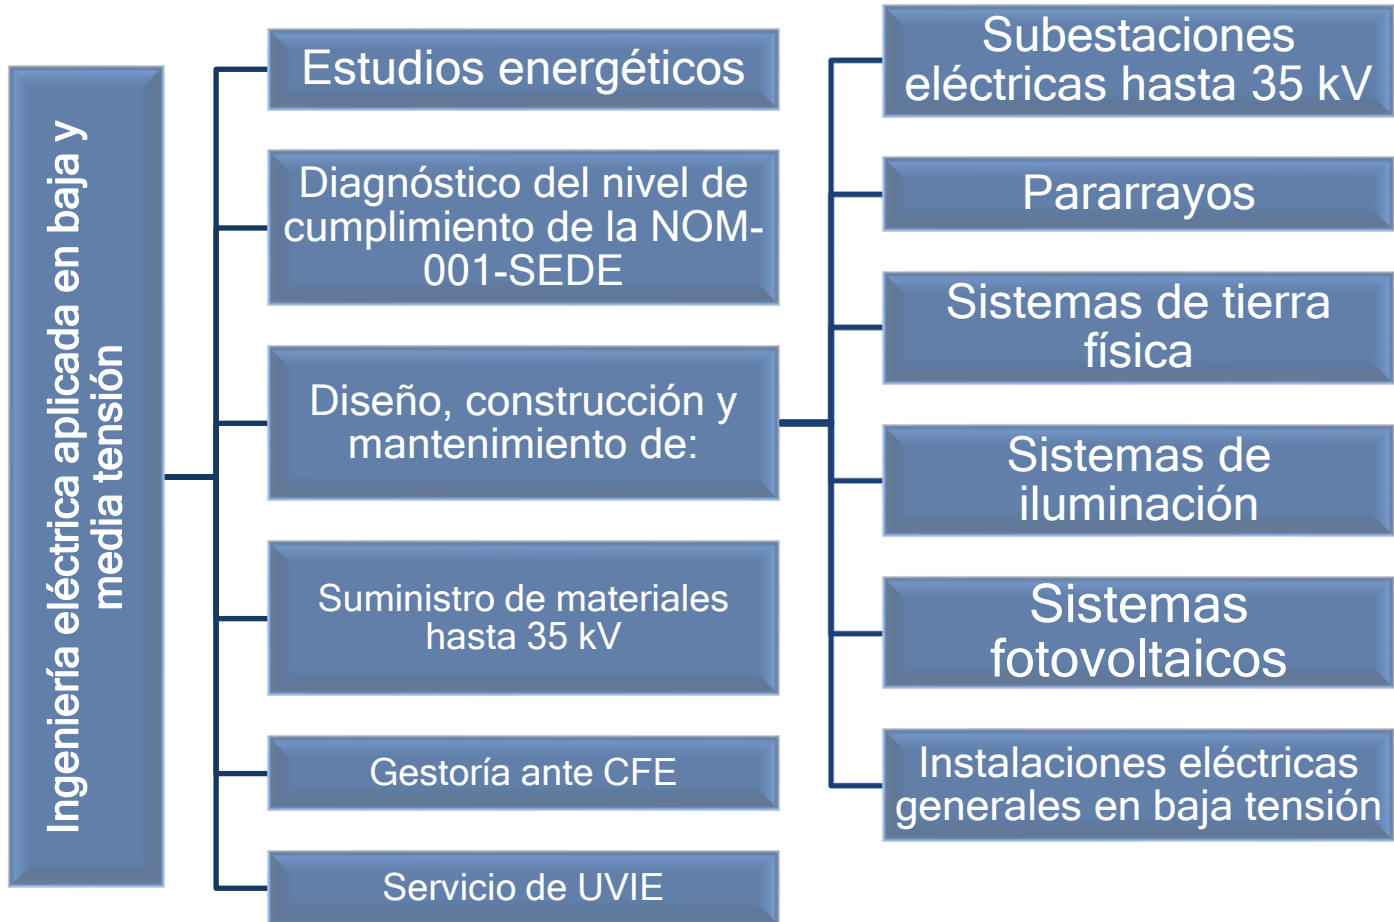 Ingeniería eléctrica aplicada en baja y
media tensión
Estudios energéticos
Diagnóstico del nivel de
cumplimiento de la NOM-
001-SEDE
Diseño, construcción y
mantenimiento de:
Suministro de materiales
hasta 35 kV
Gestoría ante CFE
Servicio de UVIE
Subestaciones
eléctricas hasta 35 kV
Pararrayos
Sistemas de tierra
física
Sistemas de
iluminación
Sistemas
fotovoltaicos
Instalaciones eléctricas
generales en baja tensión